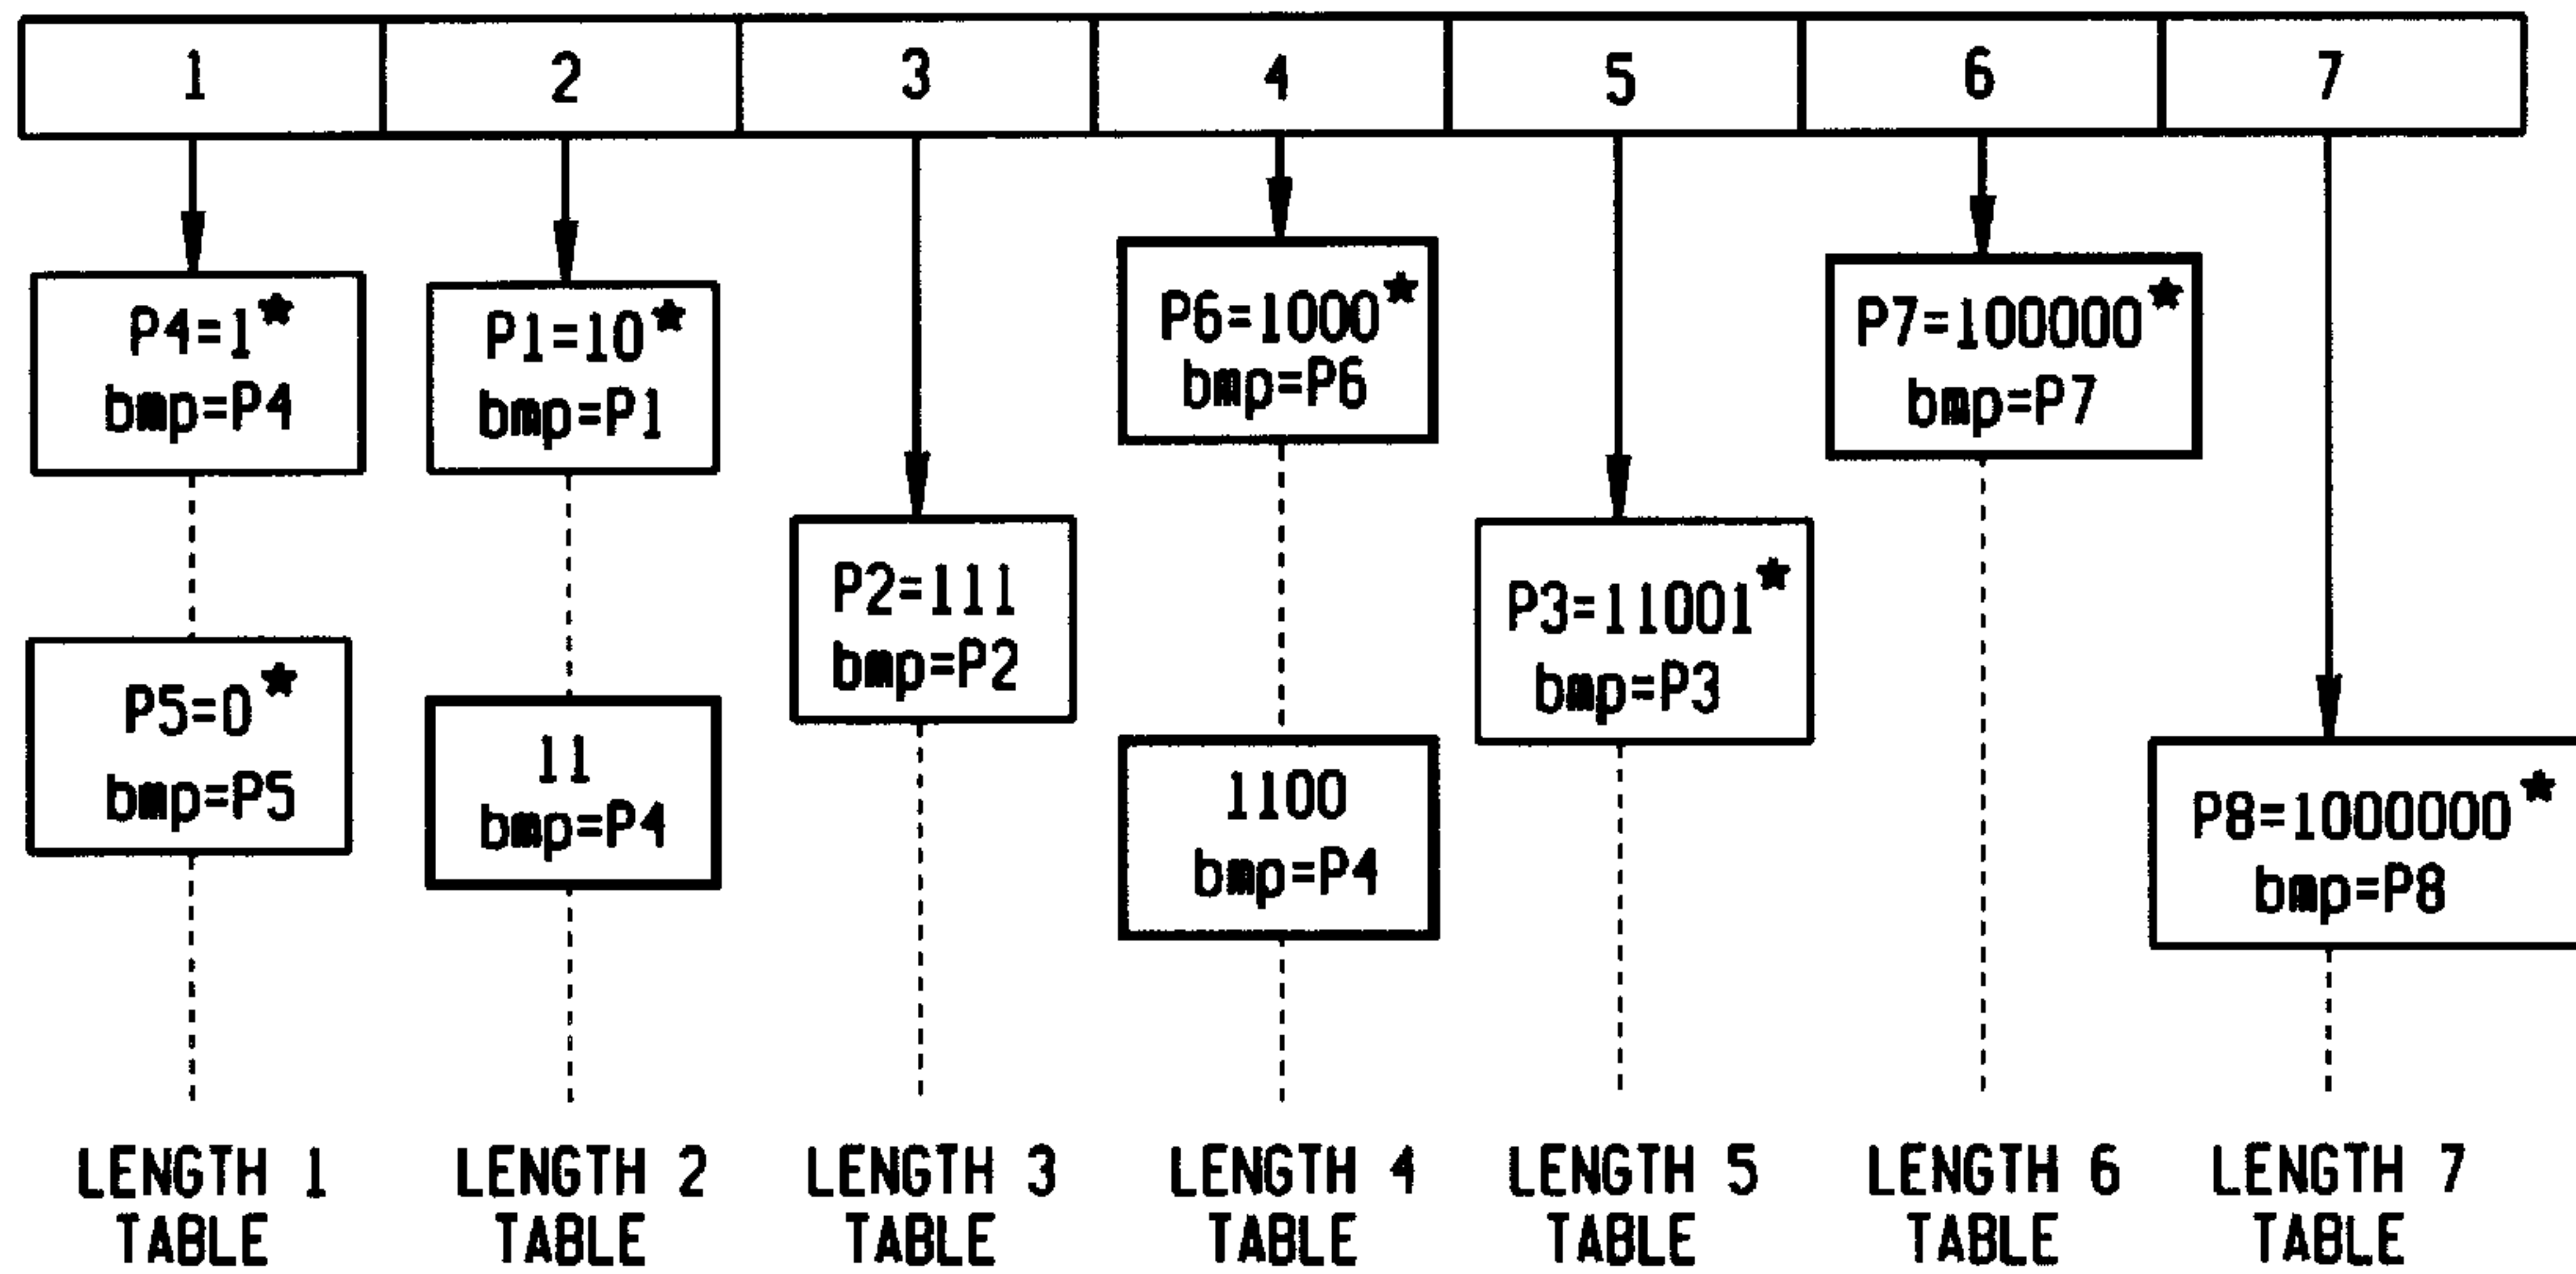 1 2 3 4 5 6 7
P4=1★
bmp=P4
P5=0★
bmp=P5
P1=10★
bmp=P1
11
bmp=P4
P2=111
bmp=P2
P6=1000★
bmp=P6
1100
bmp=P4
P3=11001★
bmp=P3
P7=100000★
bmp=P7
P8=1000000★
bmp=P8
LENGTH 1
TABLE
LENGTH 2
TABLE
LENGTH 3
TABLE
LENGTH 4
TABLE
LENGTH 5
TABLE
LENGTH 6
TABLE
LENGTH 7
TABLE